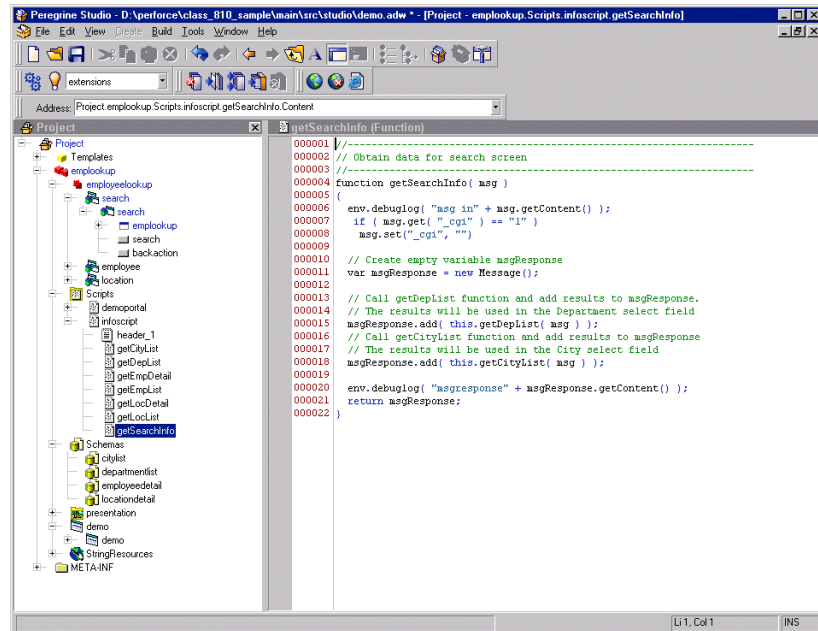 Peregrine Studio - D:\perforce\class_810_sample\main\src\studio\demo.adw * - [Project - emplookup.Scripts.infoscript.getSearchInfo]
File Edit View Create Build Tools Window Help
extensions
Address: Project.emplookup.Scripts.infoscript.getSearchInfo.Content
Project
Project
Templates
emplookup
employeelookup
search
search
emplookup
search
backaction
employee
location
Scripts
demoportal
infoscript
header_1
getCityList
getDepList
getEmpDetail
getEmpList
getLocDetail
getLocList
getSearchInfo
Schemas
citylist
departmentlist
employeedetail
locationdetail
presentation
demo
demo
StringResources
META-INF
getSearchInfo (Function)
000001 //--------------------------------------------------------------------
000002 // Obtain data for search screen
000003 //--------------------------------------------------------------------
000004 function getSearchInfo( msg )
000005 {
000006 env.debuglog( "msg in" + msg.getContent() );
000007 if ( msg.get( "_cgi" ) == "1" )
000008 msg.set("_cgi", "")
000009
000010 // Create empty variable msgResponse
000011 var msgResponse = new Message();
000012
000013 // Call getDepList function and add results to msgResponse.
000014 // The results will be used in the Department select field
000015 msgResponse.add( this.getDepList( msg ) );
000016 // Call getCityList function and add results to msgResponse
000017 // The results will be used in the City select field
000018 msgResponse.add( this.getCityList( msg ) );
000019
000020 env.debuglog( "msgresponse" + msgResponse.getContent() );
000021 return msgResponse;
000022 }
Li 1, Col 1
INS